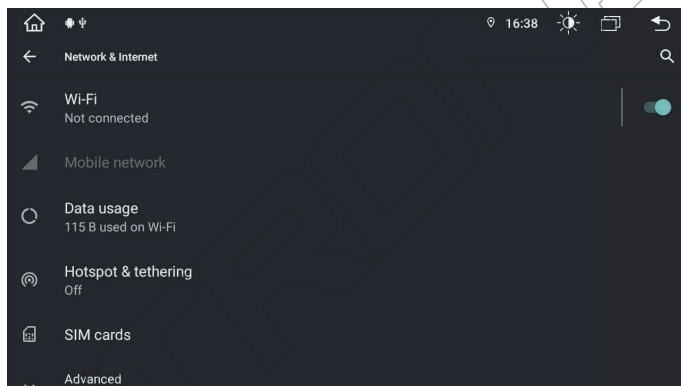 16:38
Network & Internet
Wi-Fi
Not connected
Mobile network
Data usage
115 B used on Wi-Fi
Hotspot & tethering
Off
SIM cards
Advanced